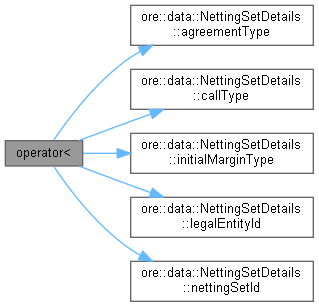 ore::data::NettingSetDetails
::agreementType
ore::data::NettingSetDetails
::callType
operator<
ore::data::NettingSetDetails
::initialMarginType
ore::data::NettingSetDetails
::legalEntityId
ore::data::NettingSetDetails
::nettingSetId